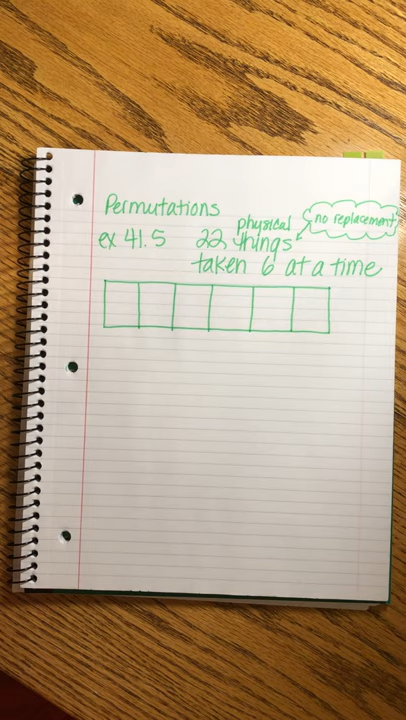 Permutations
ex 41.5 22 physical things
no replacement
taken 6 at a time